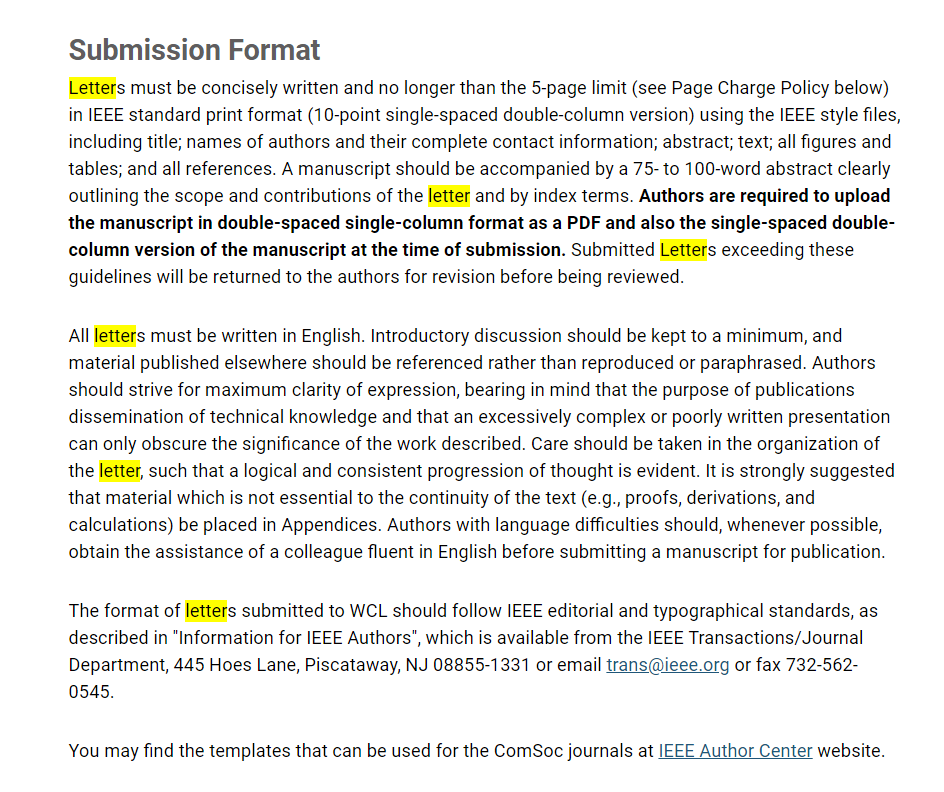 Submission Format
Letters must be concisely written and no longer than the 5-page limit (see Page Charge Policy below)
in IEEE standard print format (10-point single-spaced double-column version) using the IEEE style files,
including title; names of authors and their complete contact information; abstract; text; all figures and
tables; and all references. A manuscript should be accompanied by a 75- to 100-word abstract clearly
outlining the scope and contributions of the letter and by index terms. Authors are required to upload
the manuscript in double-spaced single-column format as a PDF and also the single-spaced double-
column version of the manuscript at the time of submission. Submitted Letters exceeding these
guidelines will be returned to the authors for revision before being reviewed.
All letters must be written in English. Introductory discussion should be kept to a minimum, and
material published elsewhere should be referenced rather than reproduced or paraphrased. Authors
should strive for maximum clarity of expression, bearing in mind that the purpose of publications
dissemination of technical knowledge and that an excessively complex or poorly written presentation
can only obscure the significance of the work described. Care should be taken in the organization of
the letter, such that a logical and consistent progression of thought is evident. It is strongly suggested
that material which is not essential to the continuity of the text (e.g., proofs, derivations, and
calculations) be placed in Appendices. Authors with language difficulties should, whenever possible,
obtain the assistance of a colleague fluent in English before submitting a manuscript for publication.
The format of letters submitted to WCL should follow IEEE editorial and typographical standards, as
described in "Information for IEEE Authors", which is available from the IEEE Transactions/Journal
Department, 445 Hoes Lane, Piscataway, NJ 08855-1331 or email trans@ieee.org or fax 732-562-
0545.
You may find the templates that can be used for the ComSoc journals at IEEE Author Center website.